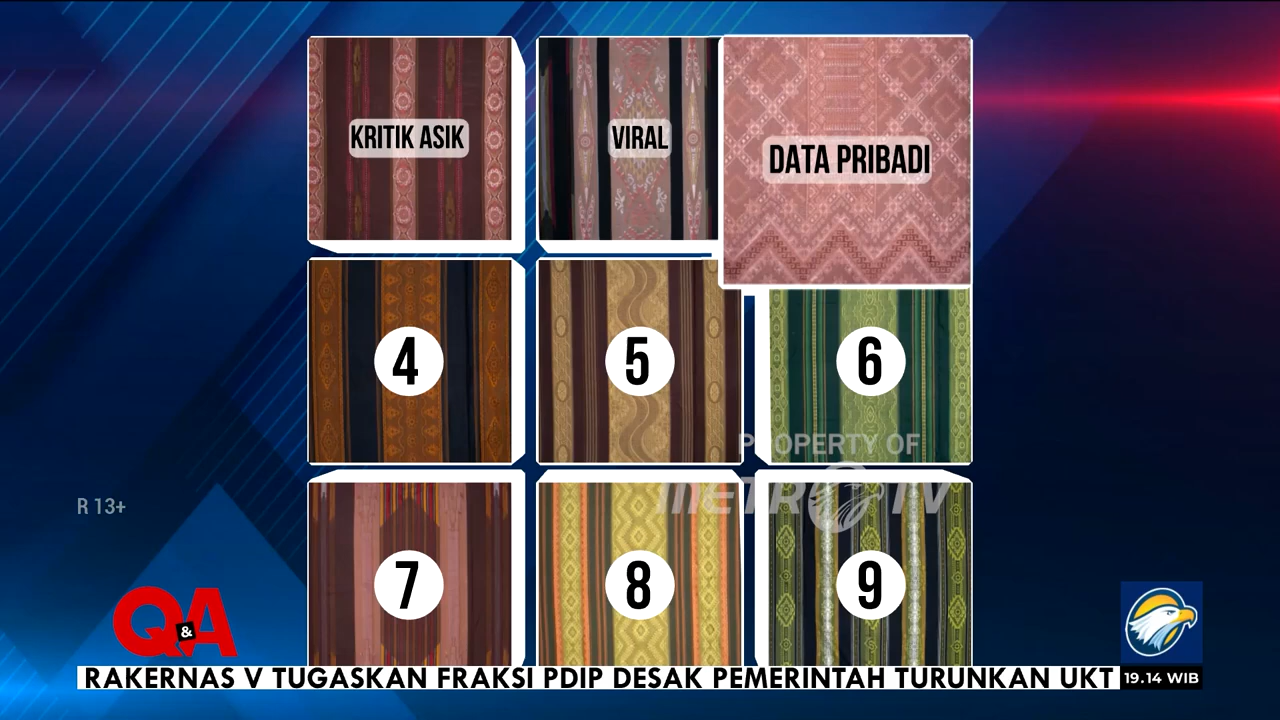 KRITIK ASIK
VIRAL
DATA PRIBADI
4
5
6
PROPERTY OF
METRO TV
R 13+
7
8
9
Q&A
RAKERNAS V TUGASKAN FRAKSI PDIP DESAK PEMERINTAH TURUNKAN UKT
19.14 WIB